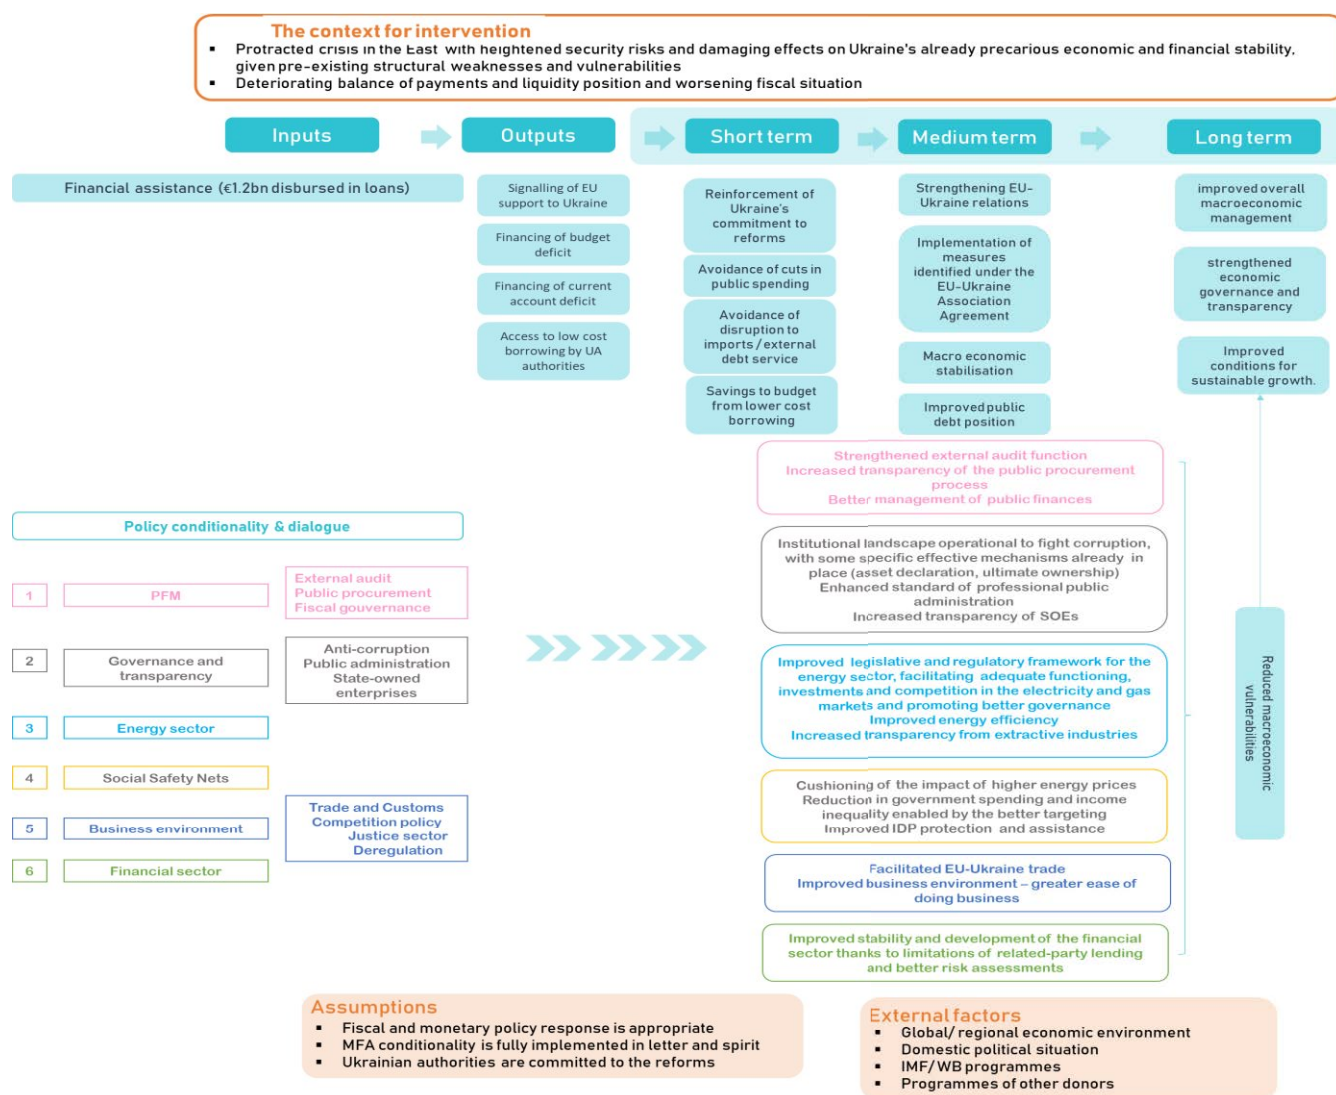 The context for intervention
▪ Protracted crisis in the East with heightened security risks and damaging effects on Ukraine's already precarious economic and financial stability,
given pre-existing structural weaknesses and vulnerabilities
▪ Deteriorating balance of payments and liquidity position and worsening fiscal situation
Inputs
Outputs
Short term
Medium term
Long term
Financial assistance (€1.2bn disbursed in loans)
Signalling of EU
support to Ukraine
Financing of budget
deficit
Financing of current
account deficit
Access to low cost
borrowing by UA
authorities
Reinforcement of
Ukraine's
commitment to
reforms
Avoidance of cuts in
public spending
Avoidance of
disruption to
imports / external
debt service
Savings to budget
from lower cost
borrowing
Strengthening EU-
Ukraine relations
Implementation of
measures
identified under the
EU-Ukraine
Association
Agreement
Macro economic
stabilisation
Improved public
debt position
improved overall
macroeconomic
management
strengthened
economic
governance and
transparency
Improved
conditions for
sustainable growth.
Policy conditionality & dialogue
1
PFM
External audit
Public procurement
Fiscal gouvernance
2
Governance and
transparency
Anti-corruption
Public administration
State-owned
enterprises
3
Energy sector
4
Social Safety Nets
5
Business environment
Trade and Customs
Competition policy
Justice sector
Deregulation
6
Financial sector
Strengthened external audit function
Increased transparency of the public procurement
process
Better management of public finances
Institutional landscape operational to fight corruption,
with some specific effective mechanisms already in
place (asset declaration, ultimate ownership)
Enhanced standard of professional public
administration
Increased transparency of SOEs
Improved legislative and regulatory framework for the
energy sector, facilitating adequate functioning,
investments and competition in the electricity and gas
markets and promoting better governance
Improved energy efficiency
Increased transparency from extractive industries
Cushioning of the impact of higher energy prices
Reduction in government spending and income
inequality enabled by the better targeting
Improved IDP protection and assistance
Facilitated EU-Ukraine trade
Improved business environment – greater ease of
doing business
Improved stability and development of the financial
sector thanks to limitations of related-party lending
and better risk assessments
Reduced macroeconomic
vulnerabilities
Assumptions
▪ Fiscal and monetary policy response is appropriate
▪ MFA conditionality is fully implemented in letter and spirit
▪ Ukrainian authorities are committed to the reforms
External factors
▪ Global/ regional economic environment
▪ Domestic political situation
▪ IMF/WB programmes
▪ Programmes of other donors